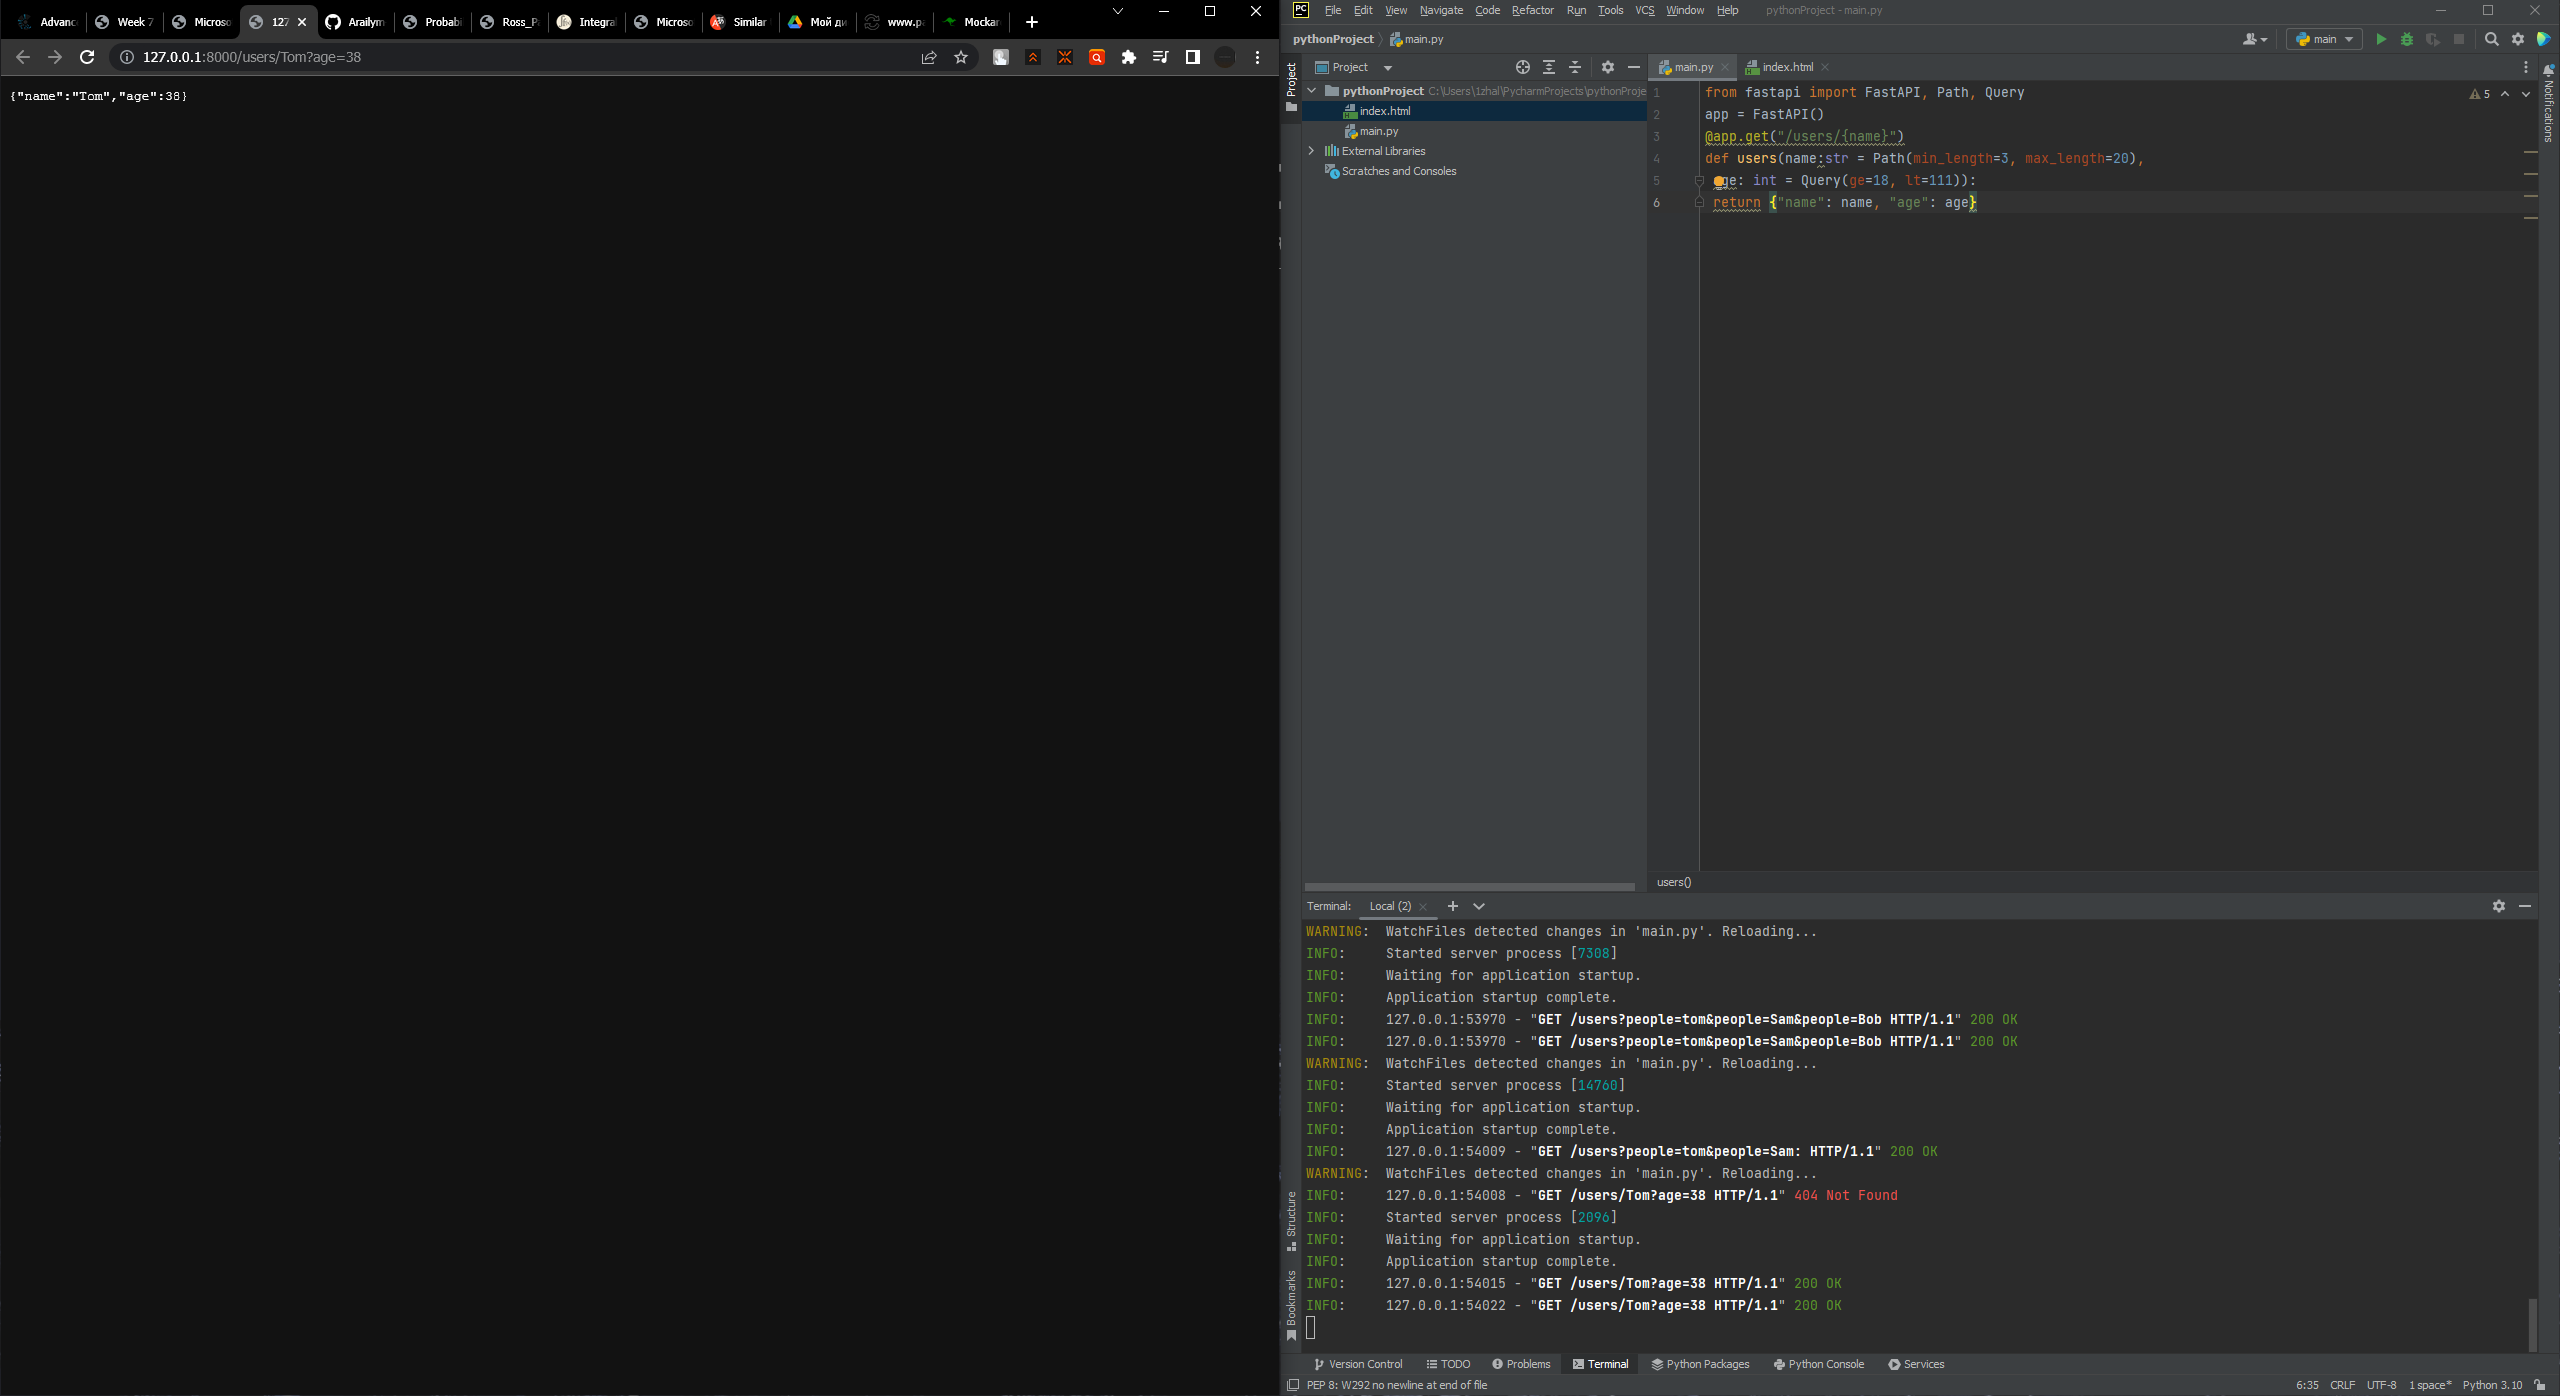 Advanc
Week 7
Microso
127
Arailym
Probabi
Ross_P
Integral
Microso
Similar
Мой ди
www.pa
Mockar
127.0.0.1:8000/users/Tom?age=38
{"name":"Tom","age":38}
PC
File Edit View Navigate Code Refactor Run Tools VCS Window Help pythonProject - main.py
pythonProject main.py
main
Project
Project
pythonProject C:\Users\1zhal\PycharmProjects\pythonProje
index.html
main.py
External Libraries
Scratches and Consoles
main.py
index.html
Notifications
5
1 from fastapi import FastAPI, Path, Query
2 app = FastAPI()
3 @app.get("/users/{name}")
4 def users(name:str = Path(min_length=3, max_length=20),
5 ge: int = Query(ge=18, lt=111)):
6 return {"name": name, "age": age}
users()
Terminal: Local (2)
WARNING: WatchFiles detected changes in 'main.py'. Reloading...
INFO: Started server process [7308]
INFO: Waiting for application startup.
INFO: Application startup complete.
INFO: 127.0.0.1:53970 - "GET /users?people=tom&people=Sam&people=Bob HTTP/1.1" 200 OK
INFO: 127.0.0.1:53970 - "GET /users?people=tom&people=Sam&people=Bob HTTP/1.1" 200 OK
WARNING: WatchFiles detected changes in 'main.py'. Reloading...
INFO: Started server process [14760]
INFO: Waiting for application startup.
INFO: Application startup complete.
INFO: 127.0.0.1:54009 - "GET /users?people=tom&people=Sam: HTTP/1.1" 200 OK
WARNING: WatchFiles detected changes in 'main.py'. Reloading...
INFO: 127.0.0.1:54008 - "GET /users/Tom?age=38 HTTP/1.1" 404 Not Found
INFO: Started server process [2096]
INFO: Waiting for application startup.
INFO: Application startup complete.
INFO: 127.0.0.1:54015 - "GET /users/Tom?age=38 HTTP/1.1" 200 OK
INFO: 127.0.0.1:54022 - "GET /users/Tom?age=38 HTTP/1.1" 200 OK
Structure
Bookmarks
Version Control TODO Problems Terminal Python Packages Python Console Services
PEP 8: W292 no newline at end of file
6:35 CRLF UTF-8 1 space* Python 3.10